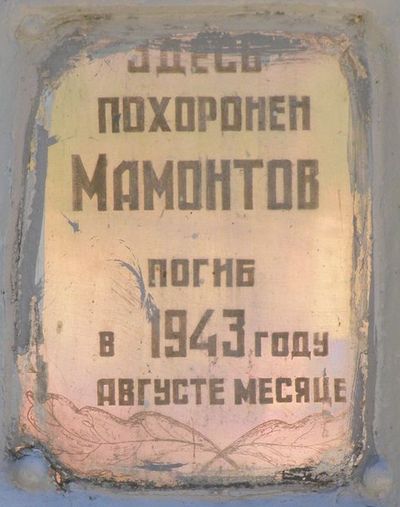 ЗДЕСЬ
ПОХОРОНЕН
МАМОНТОВ
ПОГИБ
В 1943 ГОДУ
АВГУСТЕ МЕСЯЦЕ